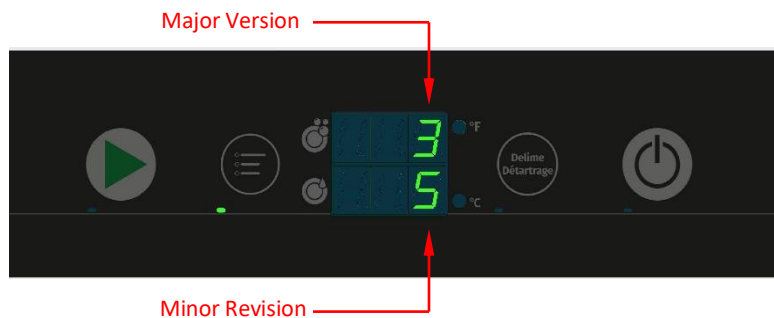 Major Version
3
°F
Delime
Détartrage
5
°C
Minor Revision